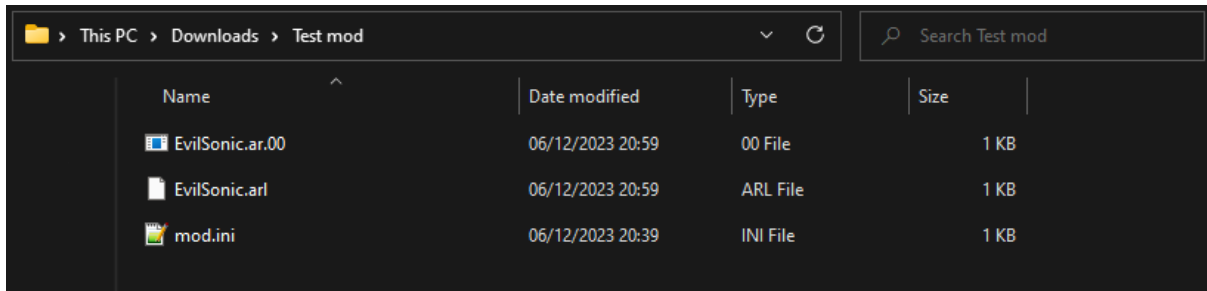 This PC > Downloads > Test mod Search Test mod
Name Date modified Type Size
EvilSonic.ar.00 06/12/2023 20:59 00 File 1 KB
EvilSonic.arl 06/12/2023 20:59 ARL File 1 KB
mod.ini 06/12/2023 20:39 INI File 1 KB